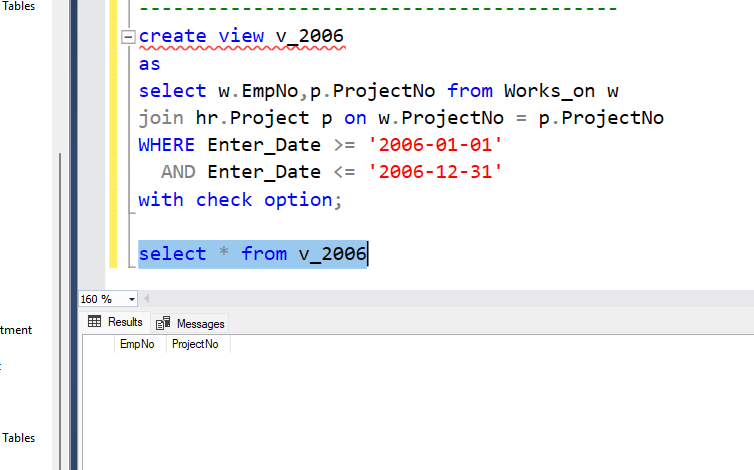 Tables
-------------------------------------------
create view v_2006
as
select w.EmpNo,p.ProjectNo from Works_on w
join hr.Project p on w.ProjectNo = p.ProjectNo
WHERE Enter_Date >= '2006-01-01'
AND Enter_Date <= '2006-12-31'
with check option;
select * from v_2006
160 %
Results Messages
tment
EmpNo ProjectNo
Tables